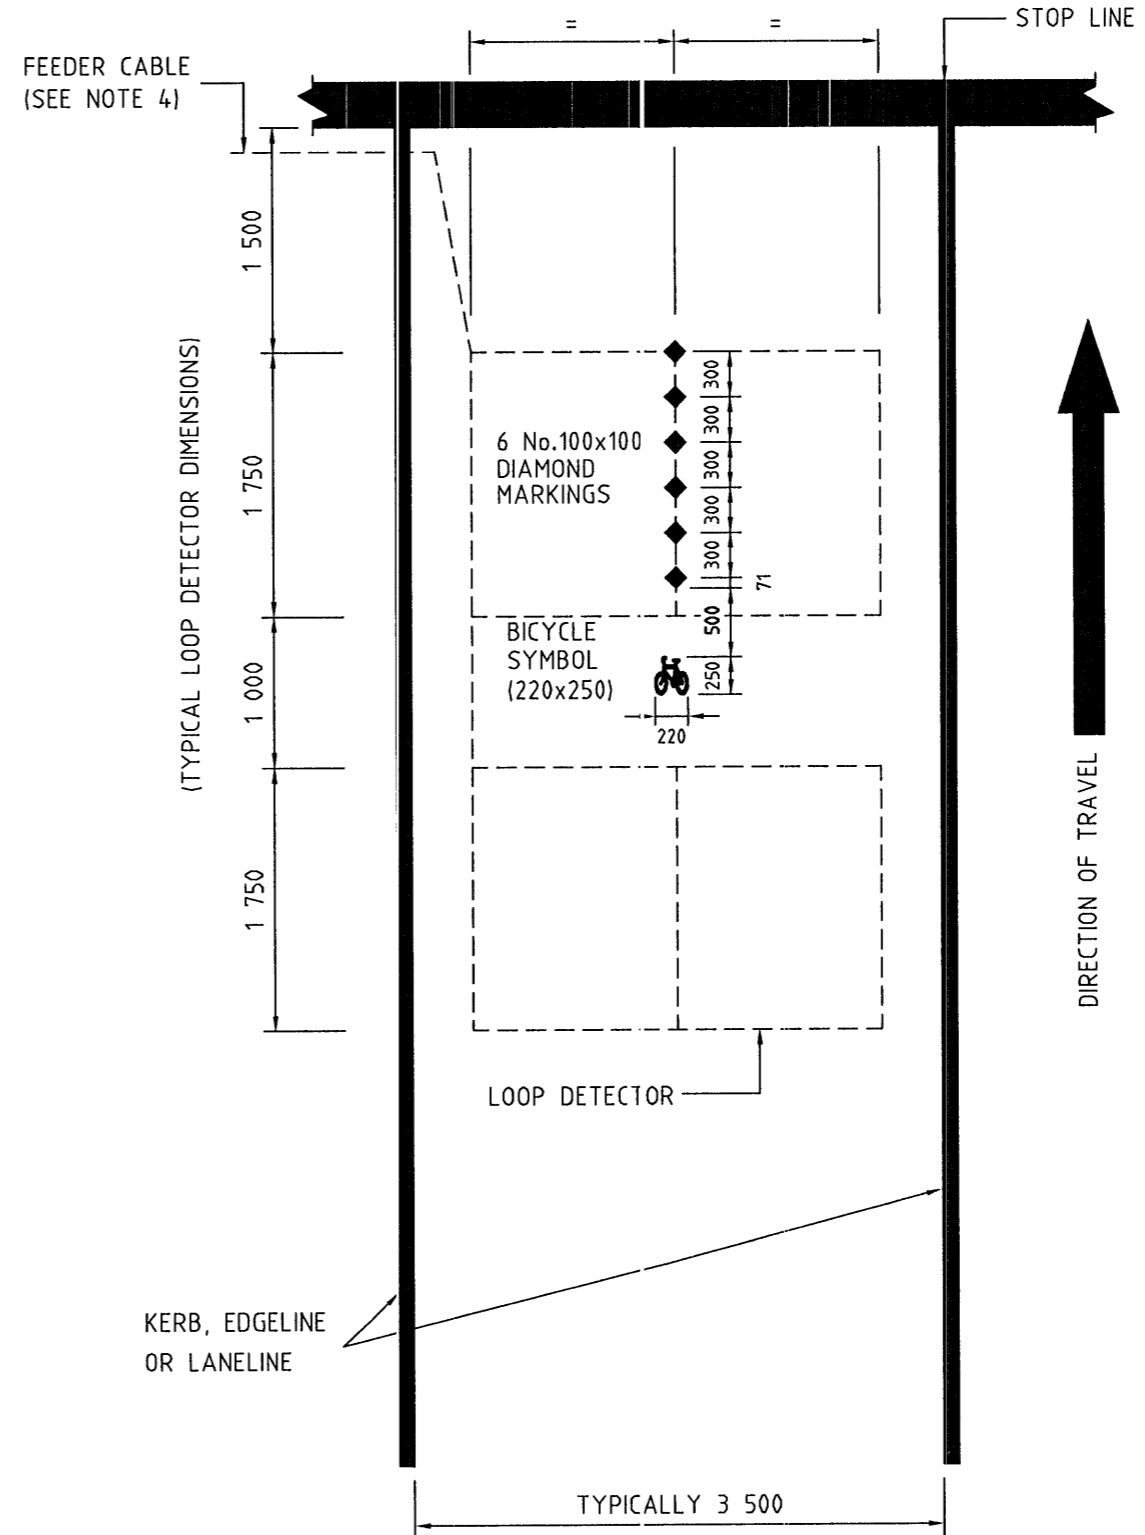 = =
STOP LINE
FEEDER CABLE
(SEE NOTE 4)
1 500
(TYPICAL LOOP DETECTOR DIMENSIONS)
1 750
1 000
1 750
6 No.100x100
DIAMOND
MARKINGS
300
300
300
300
300
71
500
250
BICYCLE
SYMBOL
(220x250)
220
DIRECTION OF TRAVEL
LOOP DETECTOR
KERB, EDGELINE
OR LANELINE
TYPICALLY 3 500